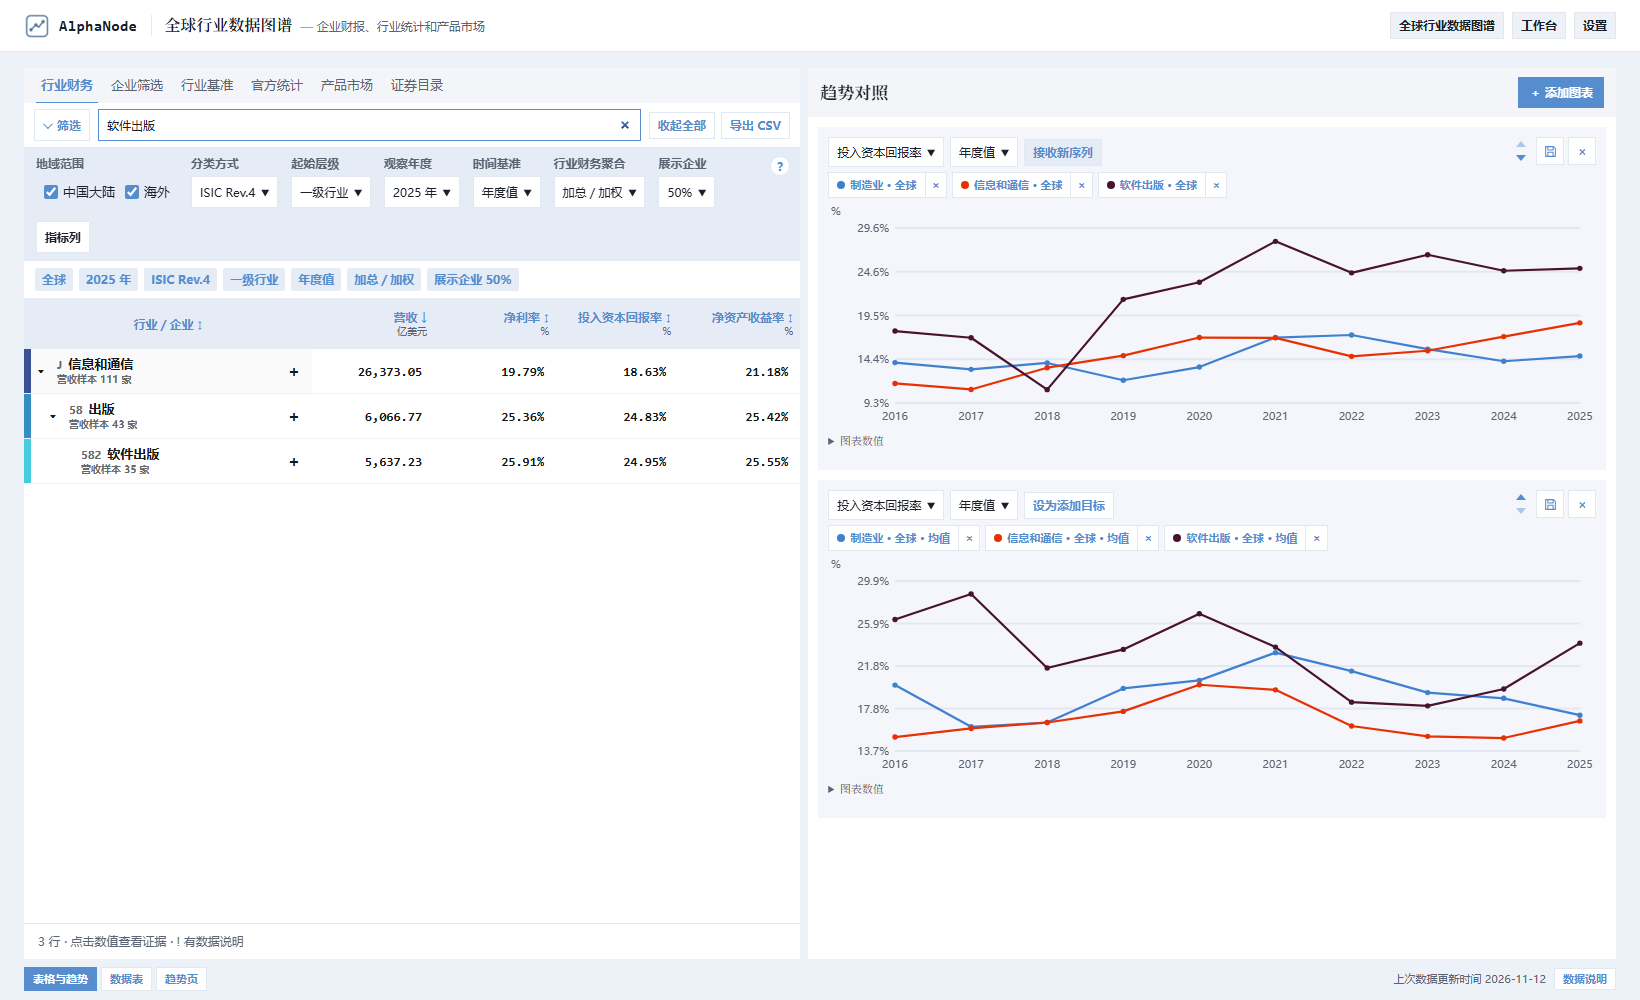 AlphaNode 全球行业数据图谱 — 企业财报、行业统计和产品市场 全球行业数据图谱 工作台 设置
行业财务 企业筛选 行业基准 官方统计 产品市场 证券目录
筛选 软件出版 × 收起全部 导出 CSV
地域范围 分类方式 起始层级 观察年度 时间基准 行业财务聚合 展示企业 ?
中国大陆 海外 ISIC Rev.4 ▼ 一级行业 ▼ 2025 年 ▼ 年度值 ▼ 加总 / 加权 ▼ 50% ▼
指标列
全球 2025 年 ISIC Rev.4 一级行业 年度值 加总 / 加权 展示企业 50%
行业 / 企业 ↕ 营收 ↓ 净利率 ↕ 投入资本回报率 ↕ 净资产收益率 ↕
亿美元 % % %
J 信息和通信 + 26,373.05 19.79% 18.63% 21.18%
营收样本 111 家
58 出版 + 6,066.77 25.36% 24.83% 25.42%
营收样本 43 家
582 软件出版 + 5,637.23 25.91% 24.95% 25.55%
营收样本 35 家
3 行 · 点击数值查看证据 · ! 有数据说明
表格与趋势 数据表 趋势页
趋势对照 + 添加图表
投入资本回报率 ▼ 年度值 ▼ 接收新序列 ×
制造业 • 全球 × 信息和通信 • 全球 × 软件出版 • 全球 ×
%
29.6%
24.6%
19.5%
14.4%
9.3%
2016 2017 2018 2019 2020 2021 2022 2023 2024 2025
▶ 图表数值
投入资本回报率 ▼ 年度值 ▼ 设为添加目标 ×
制造业 • 全球 • 均值 × 信息和通信 • 全球 • 均值 × 软件出版 • 全球 • 均值 ×
%
29.9%
25.9%
21.8%
17.8%
13.7%
2016 2017 2018 2019 2020 2021 2022 2023 2024 2025
▶ 图表数值
上次数据更新时间 2026-11-12 数据说明